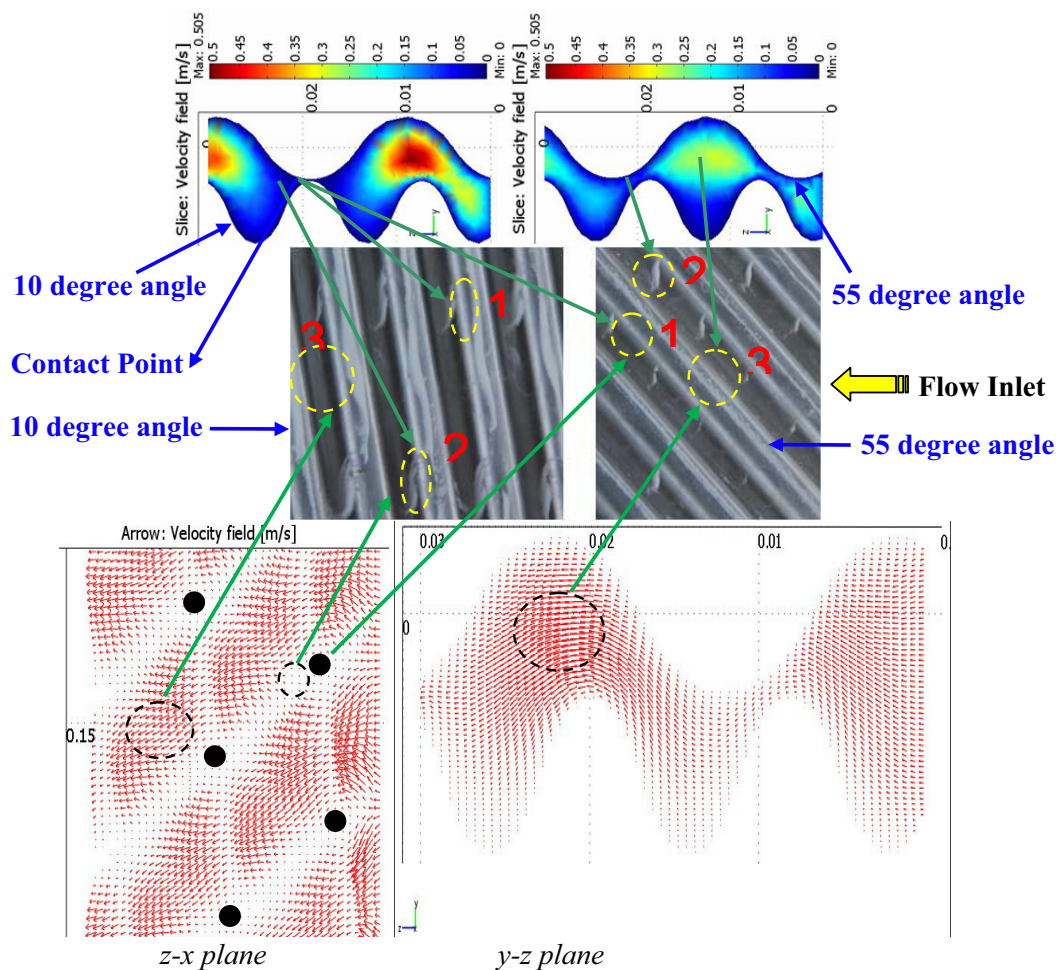 Max: 0.505
0.5
0.45
0.4
0.35
0.3
0.25
0.2
0.15
0.1
0.05
0
Min: 0
Slice: Velocity field [m/s]
0.02
0.01
0
0
y
z
x
Max: 0.505
0.5
0.45
0.4
0.35
0.3
0.25
0.2
0.15
0.1
0.05
0
Min: 0
Slice: Velocity field [m/s]
0.02
0.01
0
0
y
z
x
10 degree angle
Contact Point
10 degree angle
1
2
3
2
1
3
55 degree angle
Flow Inlet
55 degree angle
Arrow: Velocity field [m/s]
0.15
0.03
0.02
0.01
0.
0
y
z
x
z-x plane
y-z plane